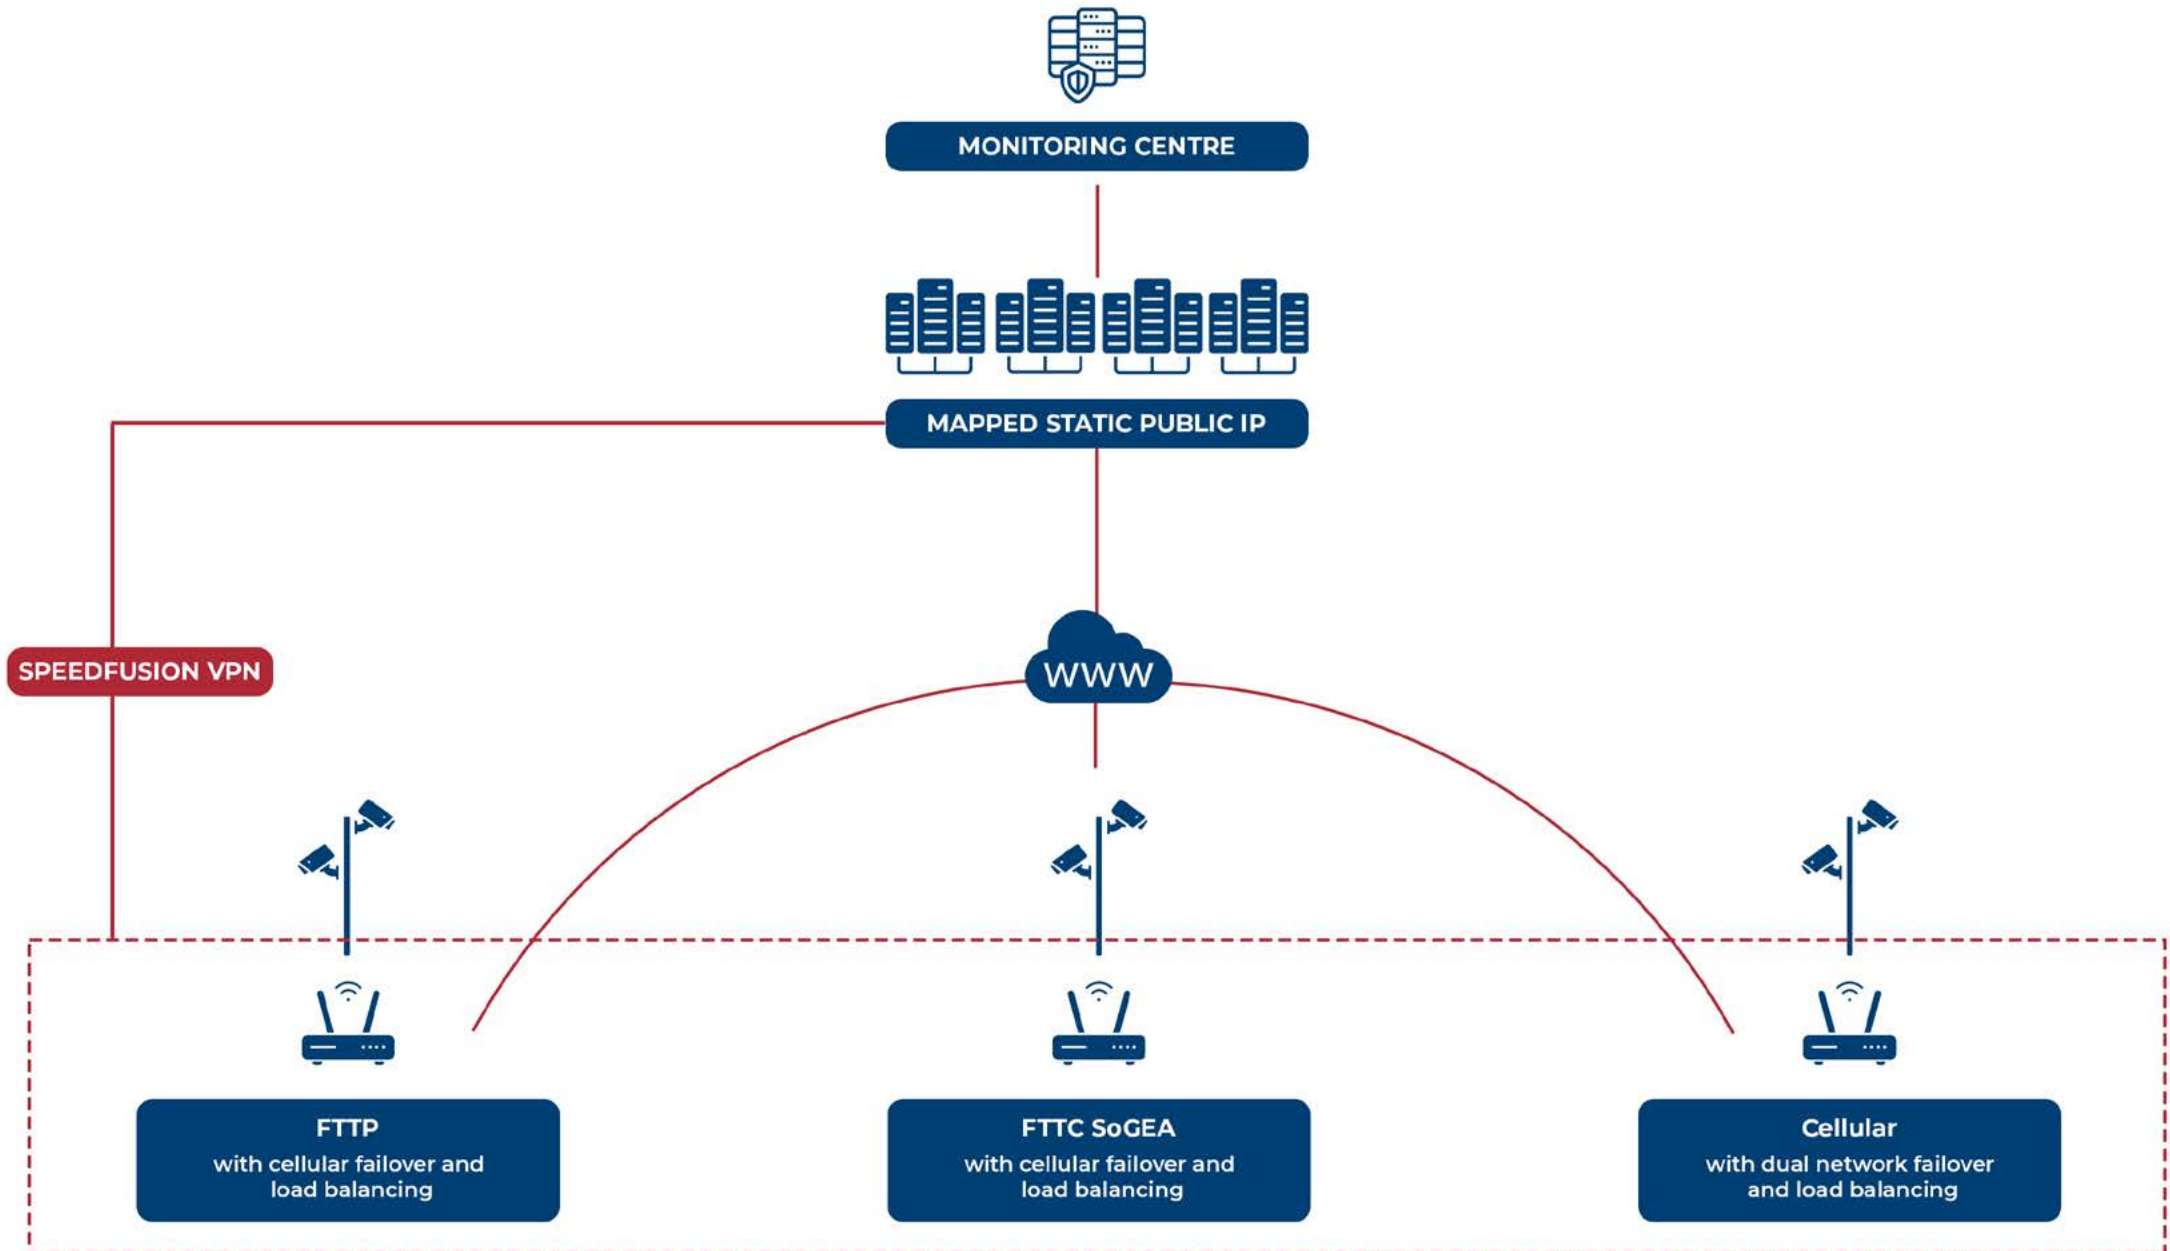 MONITORING CENTRE
MAPPED STATIC PUBLIC IP
SPEEDFUSION VPN
WWW
FTTP
with cellular failover and
load balancing
FTTC SoGEA
with cellular failover and
load balancing
Cellular
with dual network failover
and load balancing